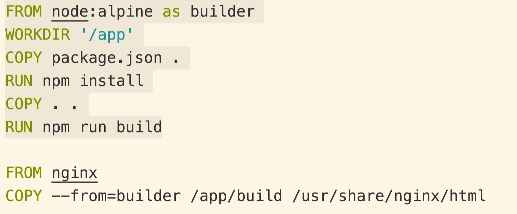 FROM node:alpine as builder
WORKDIR '/app'
COPY package.json .
RUN npm install
COPY . .
RUN npm run build
FROM nginx
COPY --from=builder /app/build /usr/share/nginx/html